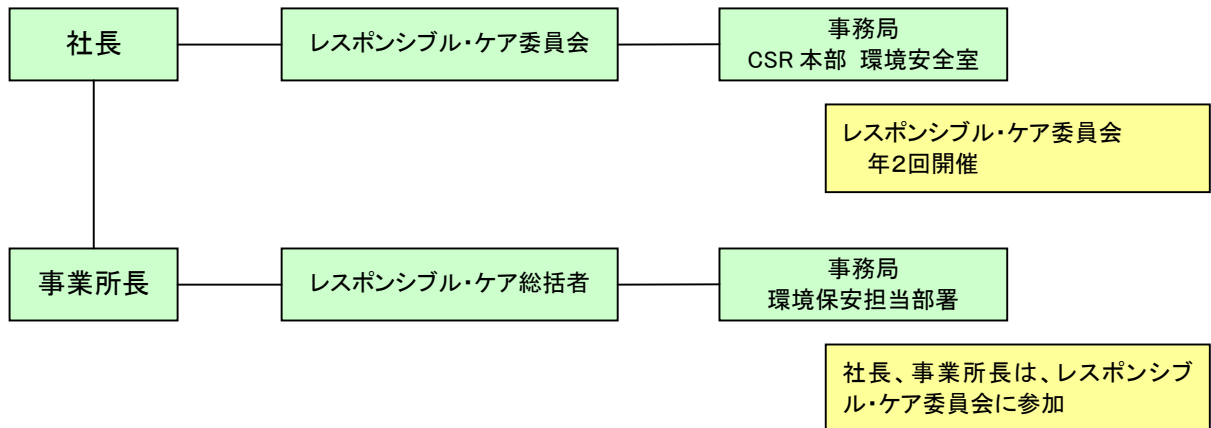 社長
レスポンシブル・ケア委員会
事務局
CSR 本部 環境安全室
レスポンシブル・ケア委員会
年2回開催
事業所長
レスポンシブル・ケア総括者
事務局
環境保安担当部署
社長、事業所長は、レスポンシブ
ル・ケア委員会に参加